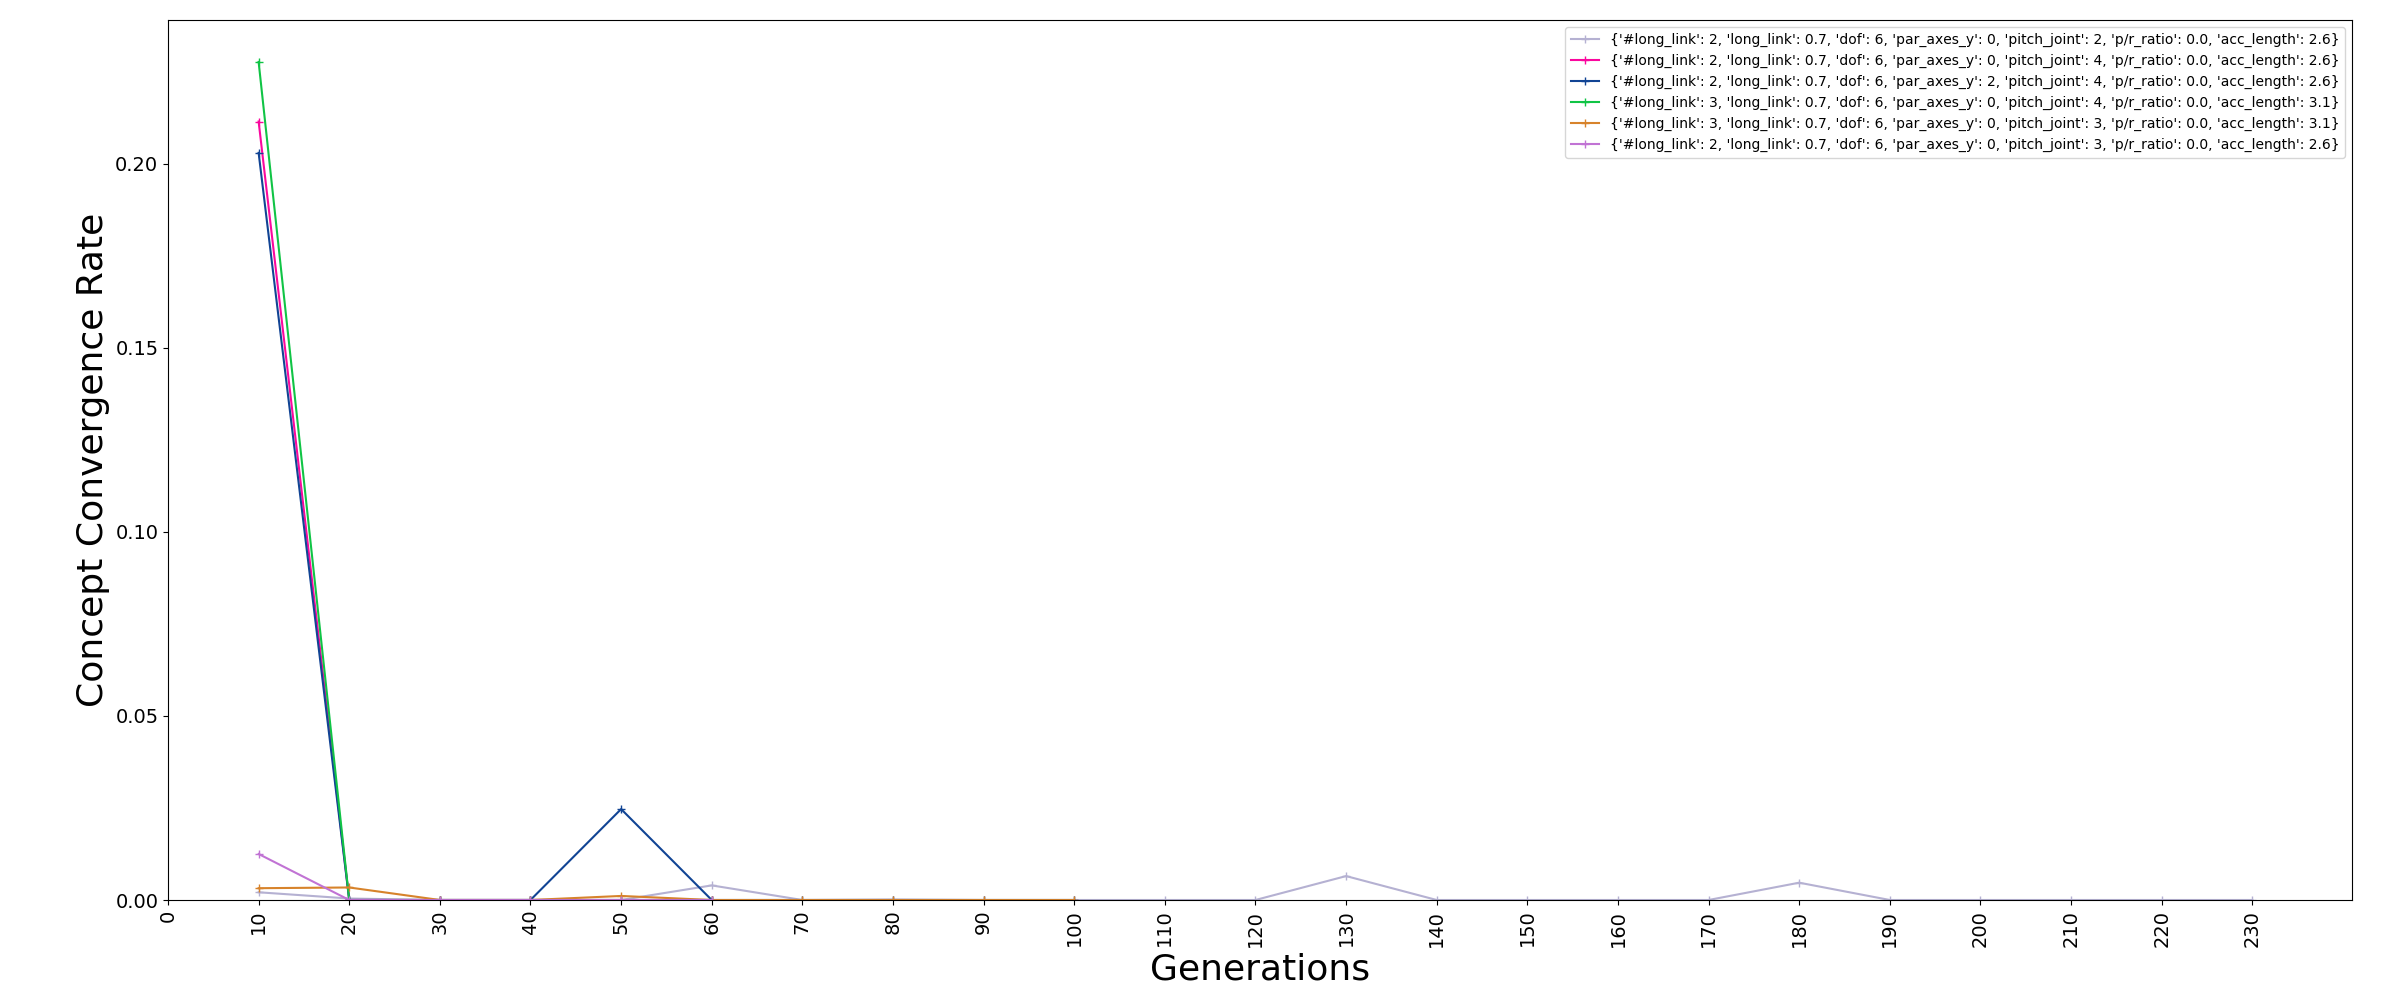 {'#long_link': 2, 'long_link': 0.7, 'dof': 6, 'par_axes_y': 0, 'pitch_joint': 2, 'p/r_ratio': 0.0, 'acc_length': 2.6}
{'#long_link': 2, 'long_link': 0.7, 'dof': 6, 'par_axes_y': 0, 'pitch_joint': 4, 'p/r_ratio': 0.0, 'acc_length': 2.6}
{'#long_link': 2, 'long_link': 0.7, 'dof': 6, 'par_axes_y': 2, 'pitch_joint': 4, 'p/r_ratio': 0.0, 'acc_length': 2.6}
{'#long_link': 3, 'long_link': 0.7, 'dof': 6, 'par_axes_y': 0, 'pitch_joint': 4, 'p/r_ratio': 0.0, 'acc_length': 3.1}
{'#long_link': 3, 'long_link': 0.7, 'dof': 6, 'par_axes_y': 0, 'pitch_joint': 3, 'p/r_ratio': 0.0, 'acc_length': 3.1}
{'#long_link': 2, 'long_link': 0.7, 'dof': 6, 'par_axes_y': 0, 'pitch_joint': 3, 'p/r_ratio': 0.0, 'acc_length': 2.6}
Concept Convergence Rate
0.20
0.15
0.10
0.05
0.00
0 10 20 30 40 50 60 70 80 90 100 110 120 130 140 150 160 170 180 190 200 210 220 230
Generations